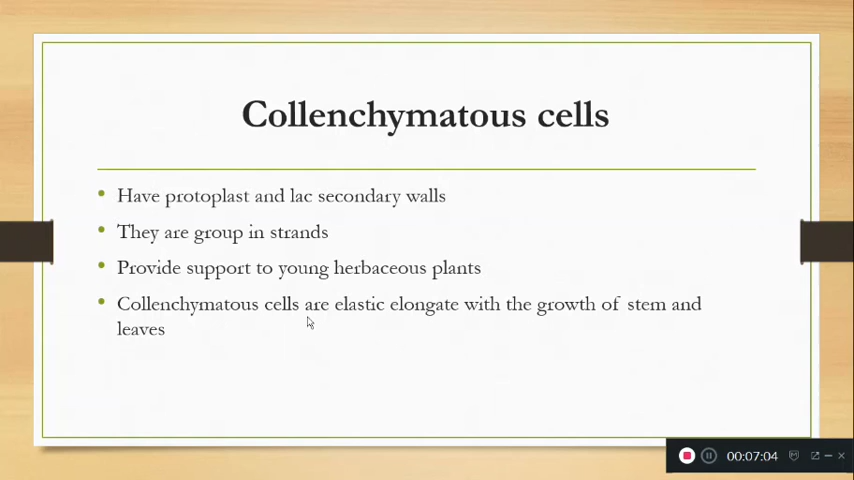 Collenchymatous cells
• Have protoplast and lac secondary walls
• They are group in strands
• Provide support to young herbaceous plants
• Collenchymatous cells are elastic elongate with the growth of stem and
leaves
00:07:04